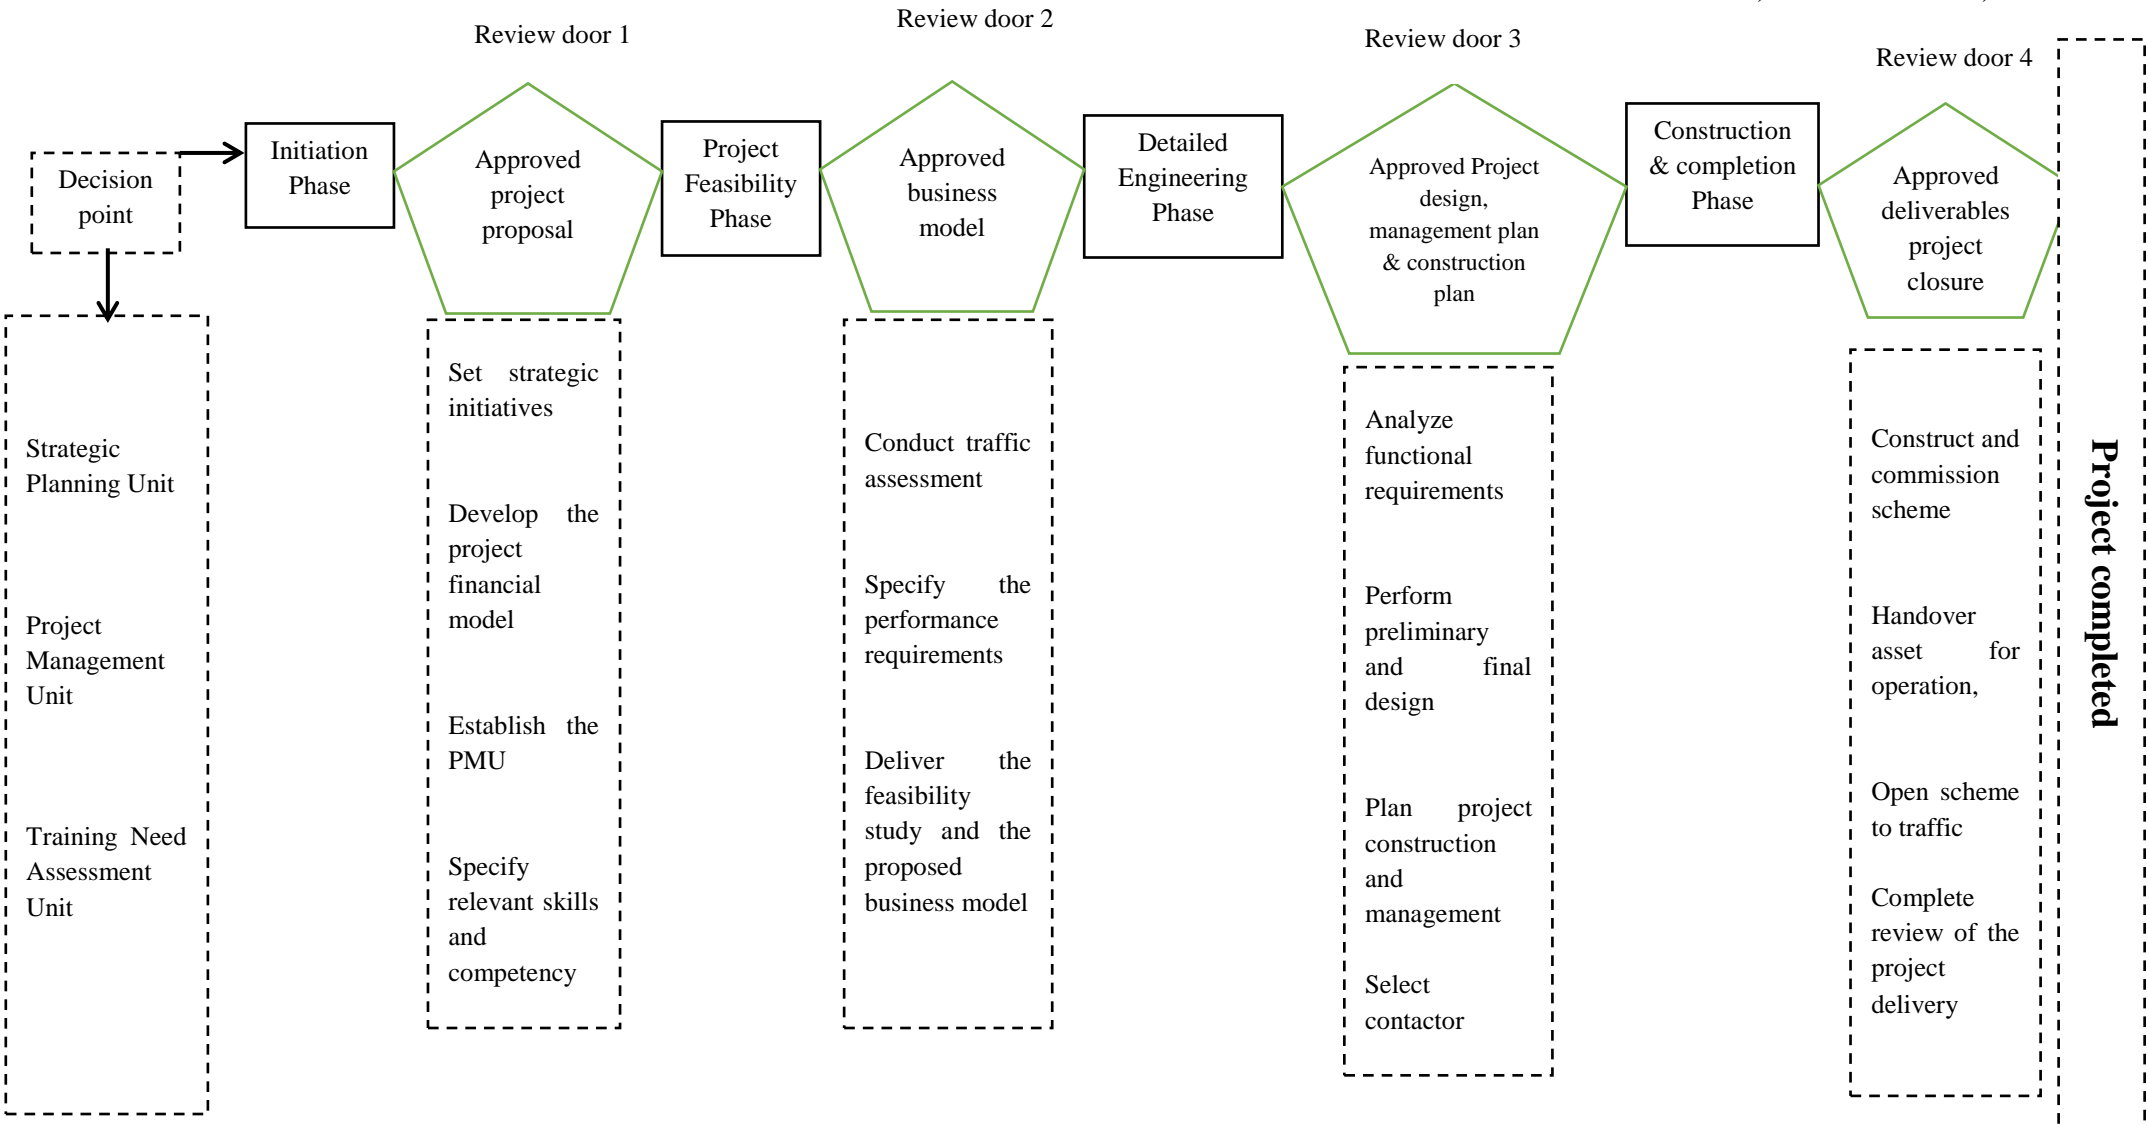 Review door 1
Review door 2
Review door 3
Review door 4
Decision
point
Initiation
Phase
Approved
project
proposal
Project
Feasibility
Phase
Approved
business
model
Detailed
Engineering
Phase
Approved Project
design,
management plan
& construction
plan
Construction
& completion
Phase
Approved
deliverables
project
closure
Strategic
Planning Unit
Project
Management
Unit
Training Need
Assessment
Unit
Set strategic
initiatives
Develop the
project
financial
model
Establish the
PMU
Specify
relevant skills
and
competency
Conduct traffic
assessment
Specify the
performance
requirements
Deliver the
feasibility
study and the
proposed
business model
Analyze
functional
requirements
Perform
preliminary
and final
design
Plan project
construction
and
management
Select
contactor
Construct and
commission
scheme
Handover
asset for
operation,
Open scheme
to traffic
Complete
review of the
project
delivery
Project completed